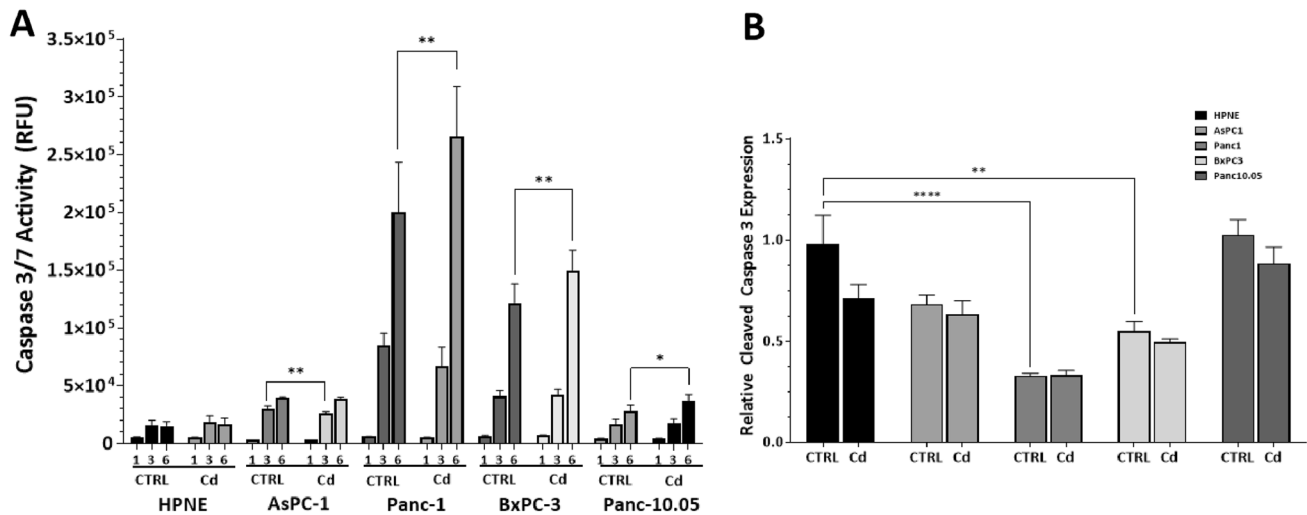 A
Caspase 3/7 Activity (RFU)
3.5×10⁵
3×10⁵
2.5×10⁵
2×10⁵
1.5×10⁵
1×10⁵
5×10⁴
0
**
**
**
*
1 3 6 1 3 6 1 3 6 1 3 6 1 3 6 1 3 6 1 3 6 1 3 6 1 3 6 1 3 6
CTRL Cd CTRL Cd CTRL Cd CTRL Cd CTRL Cd
HPNE AsPC-1 Panc-1 BxPC-3 Panc-10.05
B
Relative Cleaved Caspase 3 Expression
1.5
1.0
0.5
0.0
HPNE
AsPC1
Panc1
BxPC3
Panc10.05
**
****
CTRL Cd CTRL Cd CTRL Cd CTRL Cd CTRL Cd